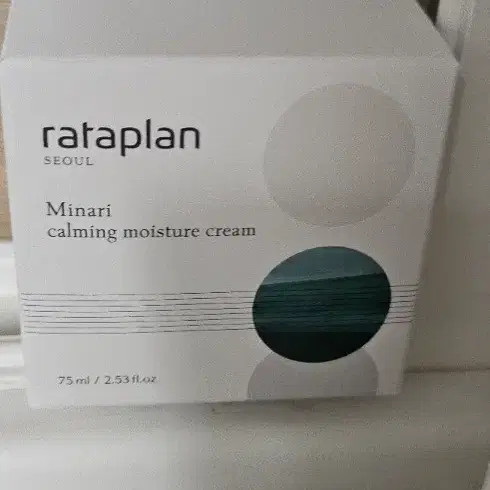 rataplan
SEOUL
Minari
calming moisture cream
75 ml / 2.53 fl.oz